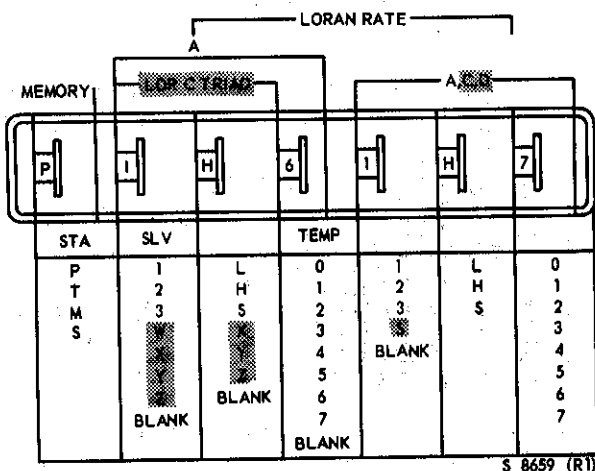 LORAN RATE
A
LOP C TRIAD
A,C,D
MEMORY
P 1 H 6 1 H 7
STA SLV TEMP
P 1 L 0 1 L 0
T 2 H 1 2 H 1
M 3 S 2 3 S 2
S W X 3 S 3
X Y 4 BLANK 4
Y Z 5 5
Z BLANK 6 6
BLANK 7 7
BLANK
S 8659 (R1)